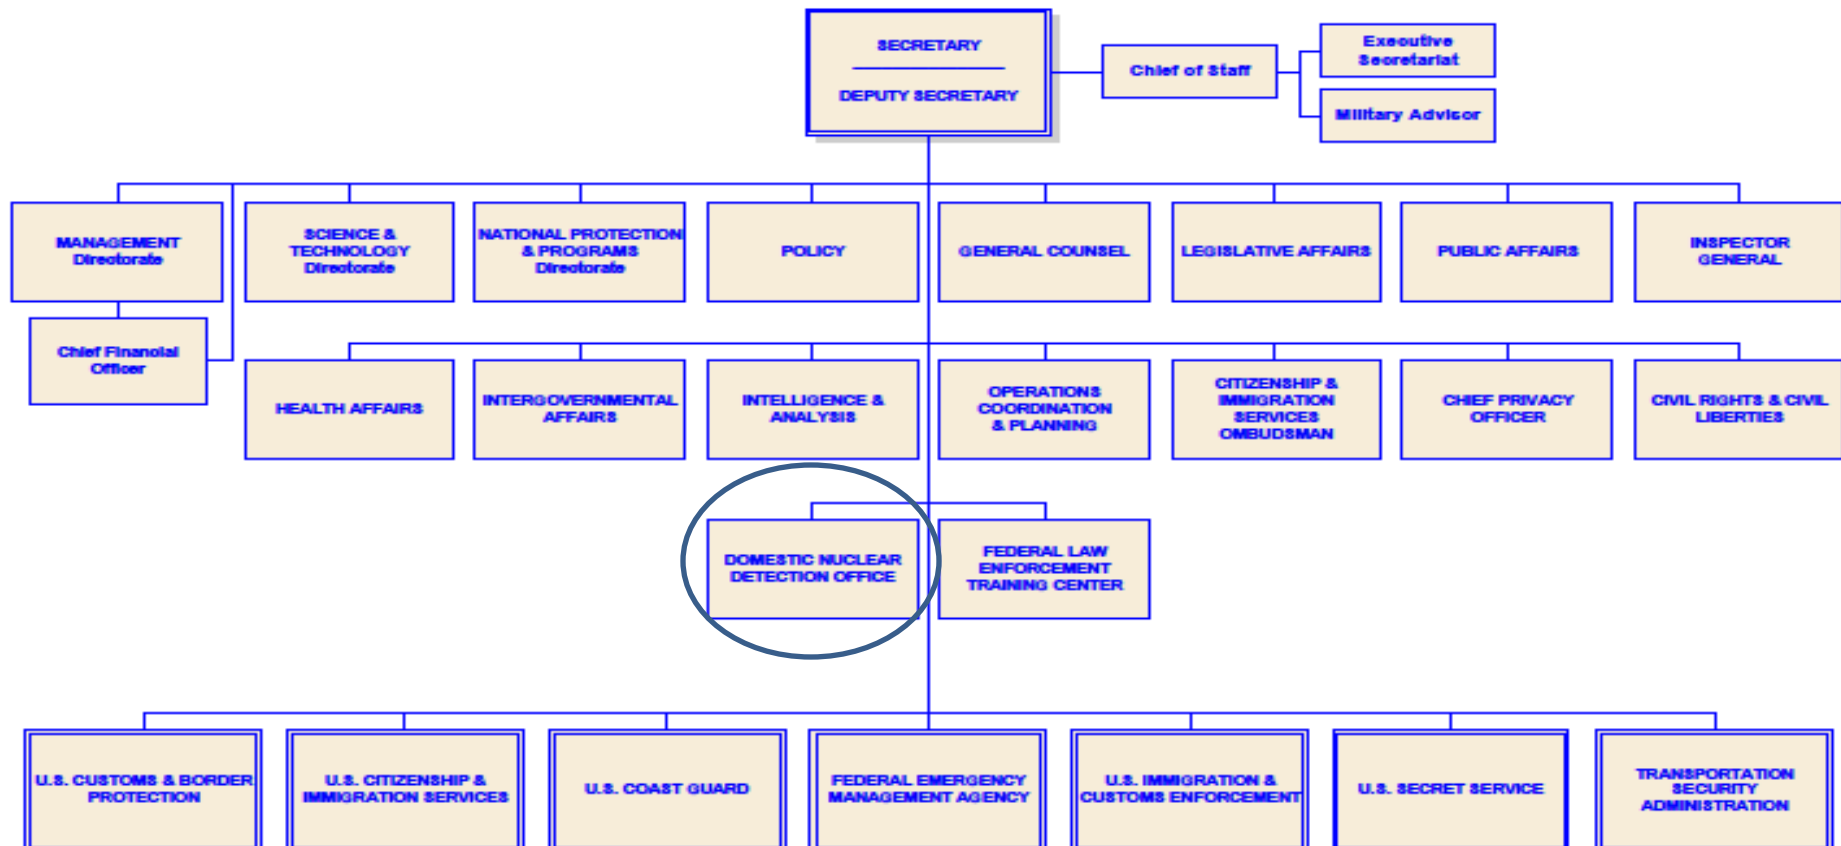 SECRETARY
DEPUTY SECRETARY
Chief of Staff
Executive
Secretariat
Military Advisor
MANAGEMENT
Directorate
SCIENCE &
TECHNOLOGY
Directorate
NATIONAL PROTECTION
& PROGRAMS
Directorate
POLICY
GENERAL COUNSEL
LEGISLATIVE AFFAIRS
PUBLIC AFFAIRS
INSPECTOR
GENERAL
Chief Financial
Officer
HEALTH AFFAIRS
INTERGOVERNMENTAL
AFFAIRS
INTELLIGENCE &
ANALYSIS
OPERATIONS
COORDINATION
& PLANNING
CITIZENSHIP &
IMMIGRATION
SERVICES
OMBUDSMAN
CHIEF PRIVACY
OFFICER
CIVIL RIGHTS & CIVIL
LIBERTIES
DOMESTIC NUCLEAR
DETECTION OFFICE
FEDERAL LAW
ENFORCEMENT
TRAINING CENTER
U.S. CUSTOMS & BORDER
PROTECTION
U.S. CITIZENSHIP &
IMMIGRATION SERVICES
U.S. COAST GUARD
FEDERAL EMERGENCY
MANAGEMENT AGENCY
U.S. IMMIGRATION &
CUSTOMS ENFORCEMENT
U.S. SECRET SERVICE
TRANSPORTATION
SECURITY
ADMINISTRATION